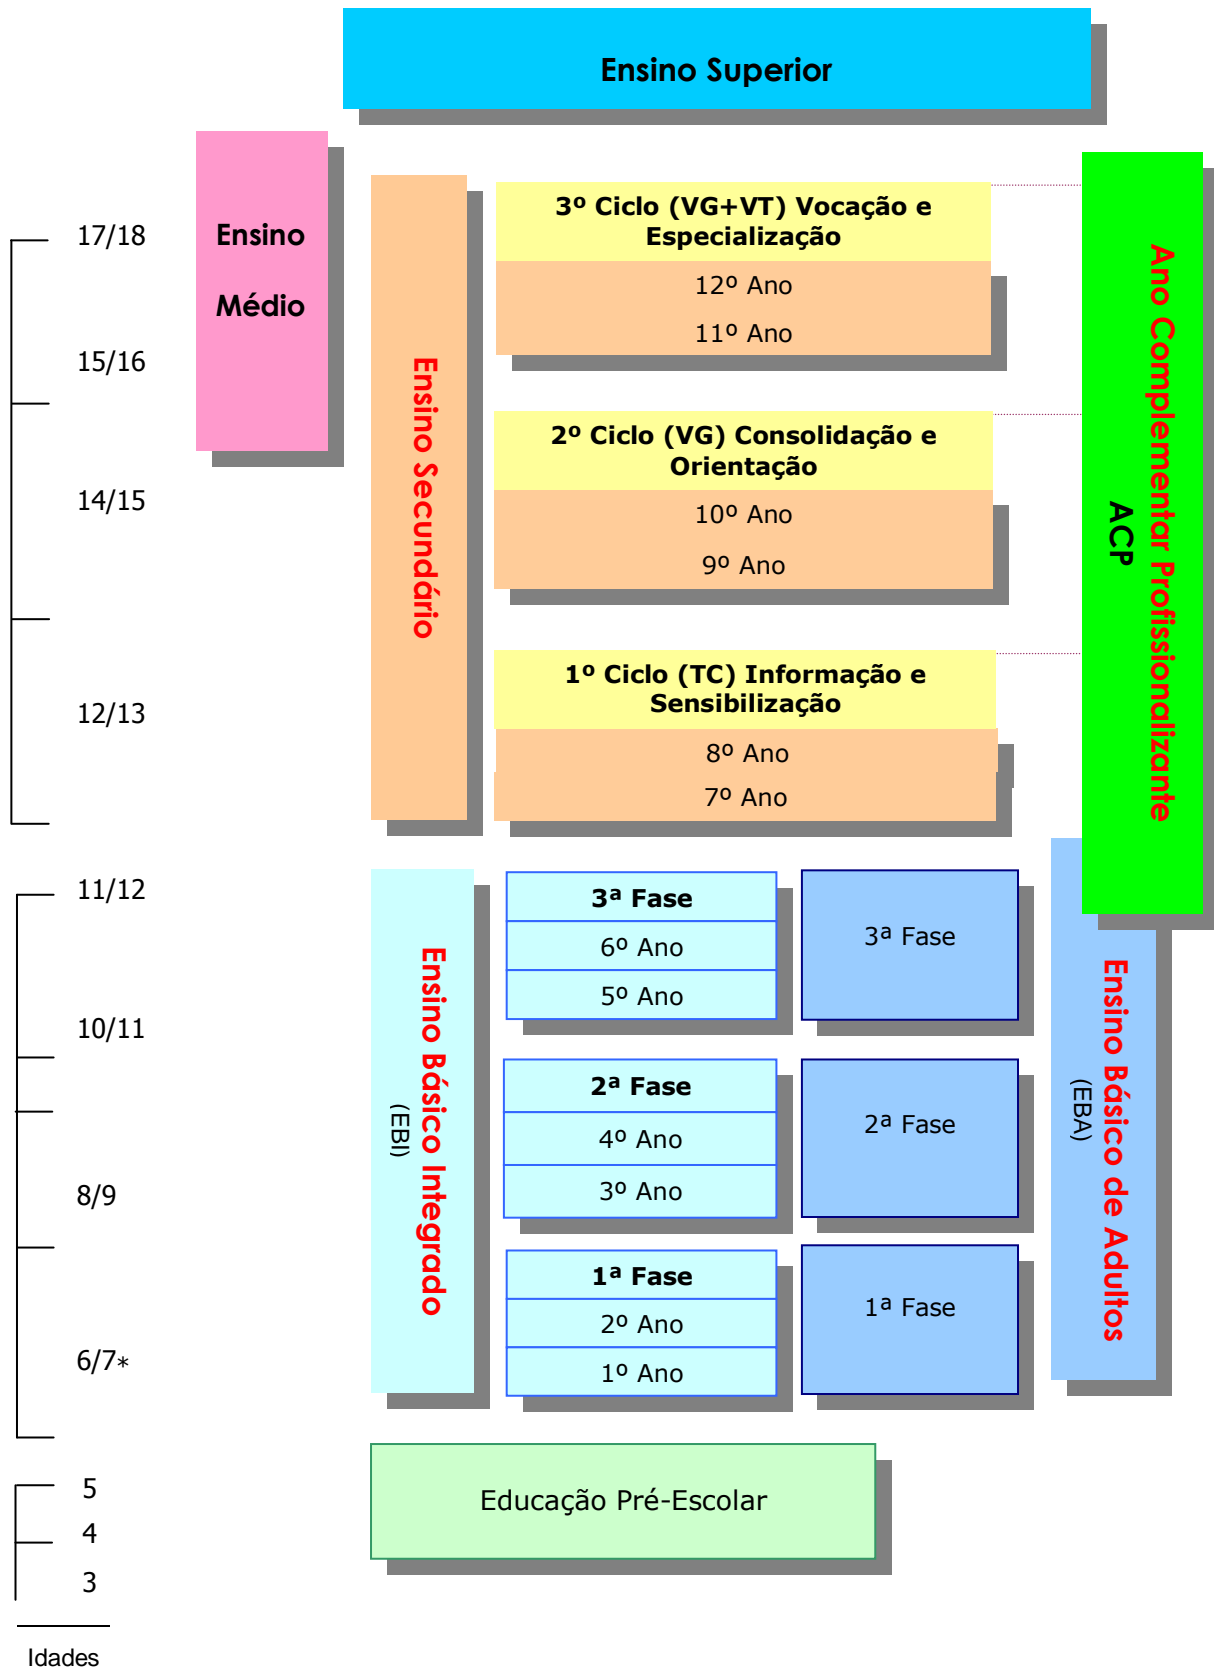 Ensino Superior
Ensino
Médio
17/18
15/16
14/15
12/13
Ensino Secundário
3º Ciclo (VG+VT) Vocação e
Especialização
12º Ano
11º Ano
2º Ciclo (VG) Consolidação e
Orientação
10º Ano
9º Ano
1º Ciclo (TC) Informação e
Sensibilização
8º Ano
7º Ano
Ano Complementar Profissionalizante
ACP
11/12
10/11
8/9
6/7*
Ensino Básico Integrado
(EBI)
3ª Fase
6º Ano
5º Ano
2ª Fase
4º Ano
3º Ano
1ª Fase
2º Ano
1º Ano
3ª Fase
2ª Fase
1ª Fase
Ensino Básico de Adultos
(EBA)
5
4
3
Educação Pré-Escolar
Idades